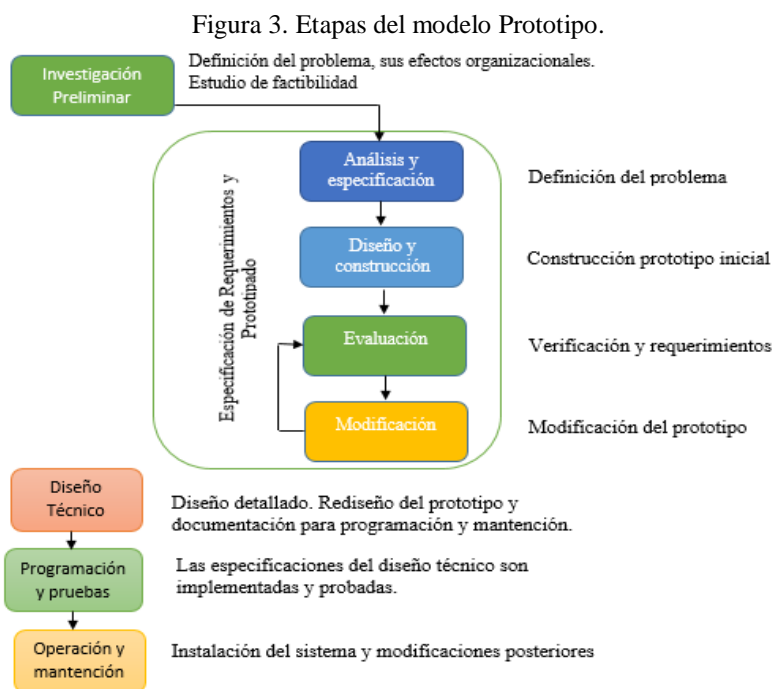 Figura 3. Etapas del modelo Prototipo.
Investigación
Preliminar
Definición del problema, sus efectos organizacionales.
Estudio de factibilidad
Especificación de Requerimientos y
Prototipado
Análisis y
especificación
Definición del problema
Diseño y
construcción
Construcción prototipo inicial
Evaluación
Verificación y requerimientos
Modificación
Modificación del prototipo
Diseño
Técnico
Diseño detallado. Rediseño del prototipo y
documentación para programación y mantención.
Programación
y pruebas
Las especificaciones del diseño técnico son
implementadas y probadas.
Operación y
mantención
Instalación del sistema y modificaciones posteriores